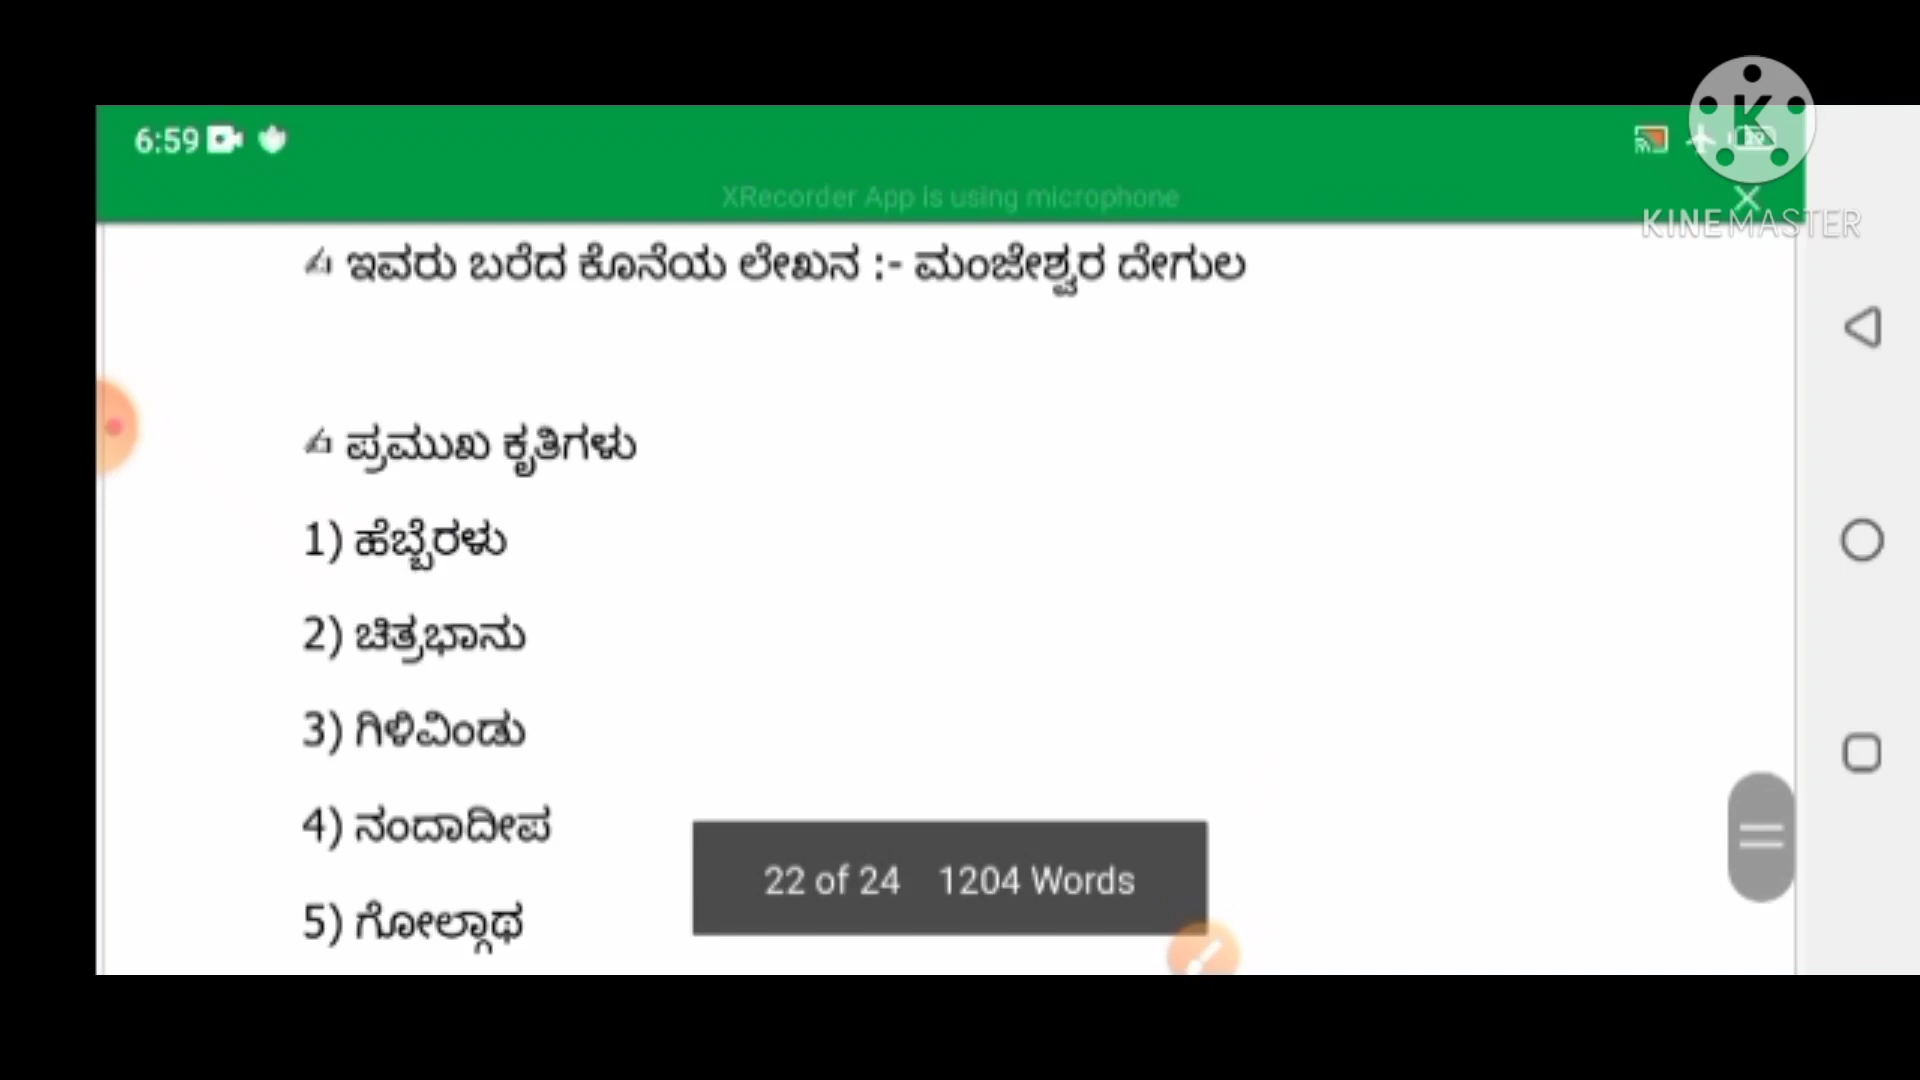 6:59
XRecorder App is using microphone
KINEMASTER
✍ ಇವರು ಬರೆದ ಕೊನೆಯ ಲೇಖನ :- ಮಂಜೇಶ್ವರ ದೇಗುಲ
✍ ಪ್ರಮುಖ ಕೃತಿಗಳು
1) ಹೆಬ್ಬೆರಳು
2) ಚಿತ್ರಭಾನು
3) ಗಿಳಿವಿಂಡು
4) ನಂದಾದೀಪ
5) ಗೋಲ್ಗಾಥ
22 of 24 1204 Words